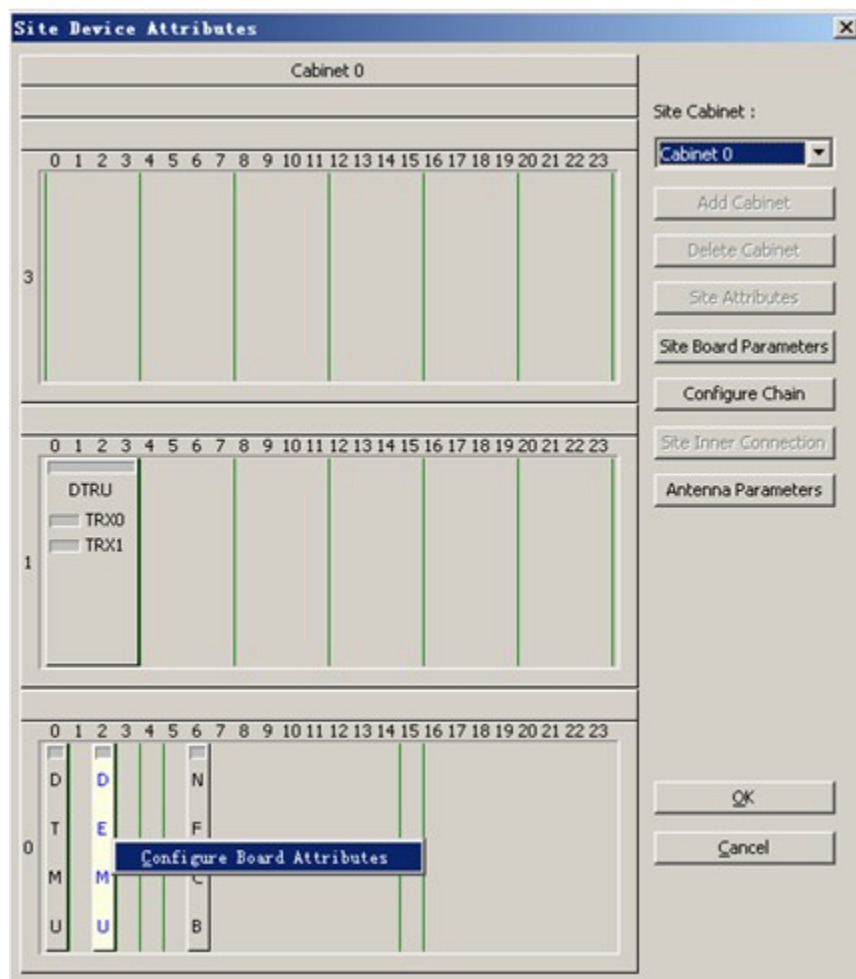 Site Device Attributes
Cabinet 0
Site Cabinet :
Cabinet 0
Add Cabinet
Delete Cabinet
Site Attributes
Site Board Parameters
Configure Chain
Site Inner Connection
Antenna Parameters
0 1 2 3 4 5 6 7 8 9 10 11 12 13 14 15 16 17 18 19 20 21 22 23
3
0 1 2 3 4 5 6 7 8 9 10 11 12 13 14 15 16 17 18 19 20 21 22 23
DTRU
TRX0
TRX1
1
0 1 2 3 4 5 6 7 8 9 10 11 12 13 14 15 16 17 18 19 20 21 22 23
D D N
T E F
0
Configure Board Attributes
M M C
U U B
OK
Cancel